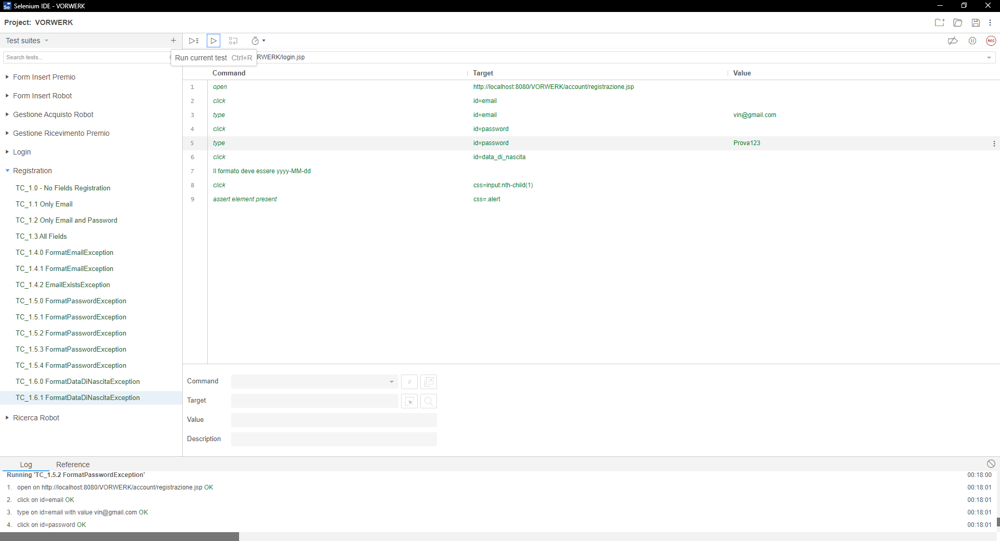 Selenium IDE - VORWERK
Project: VORWERK
Test suites
Run current test Ctrl+R
Search tests...
RWERK/login.jsp
Command Target Value
Form Insert Premio
Form Insert Robot
Gestione Acquisto Robot
Gestione Ricevimento Premio
Login
Registration
TC_1.0 - No Fields Registration
TC_1.1 Only Email
TC_1.2 Only Email and Password
TC_1.3 All Fields
TC_1.4.0 FormatEmailException
TC_1.4.1 FormatEmailException
TC_1.4.2 EmailExistsException
TC_1.5.0 FormatPasswordException
TC_1.5.1 FormatPasswordException
TC_1.5.2 FormatPasswordException
TC_1.5.3 FormatPasswordException
TC_1.5.4 FormatPasswordException
TC_1.6.0 FormatDataDiNascitaException
TC_1.6.1 FormatDataDiNascitaException
Ricerca Robot
1 open http://localhost:8080/VORWERK/account/registrazione.jsp
2 click id=email
3 type id=email vin@gmail.com
4 click id=password
5 type id=password Prova123
6 click id=data_di_nascita
7 Il formato deve essere yyyy-MM-dd
8 click css=input:nth-child(1)
9 assert element present css=.alert
Command //
Target
Value
Description
REC
Log Reference
Running 'TC_1.5.2 FormatPasswordException' 00:18:00
1. open on http://localhost:8080/VORWERK/account/registrazione.jsp OK 00:18:01
2. click on id=email OK 00:18:01
3. type on id=email with value vin@gmail.com OK 00:18:01
4. click on id=password OK 00:18:01